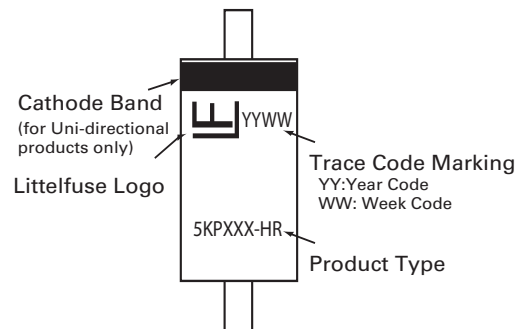 Cathode Band
(for Uni-directional
products only)
Littelfuse Logo
YYWW
Trace Code Marking
YY:Year Code
WW: Week Code
5KPXXX-HR
Product Type